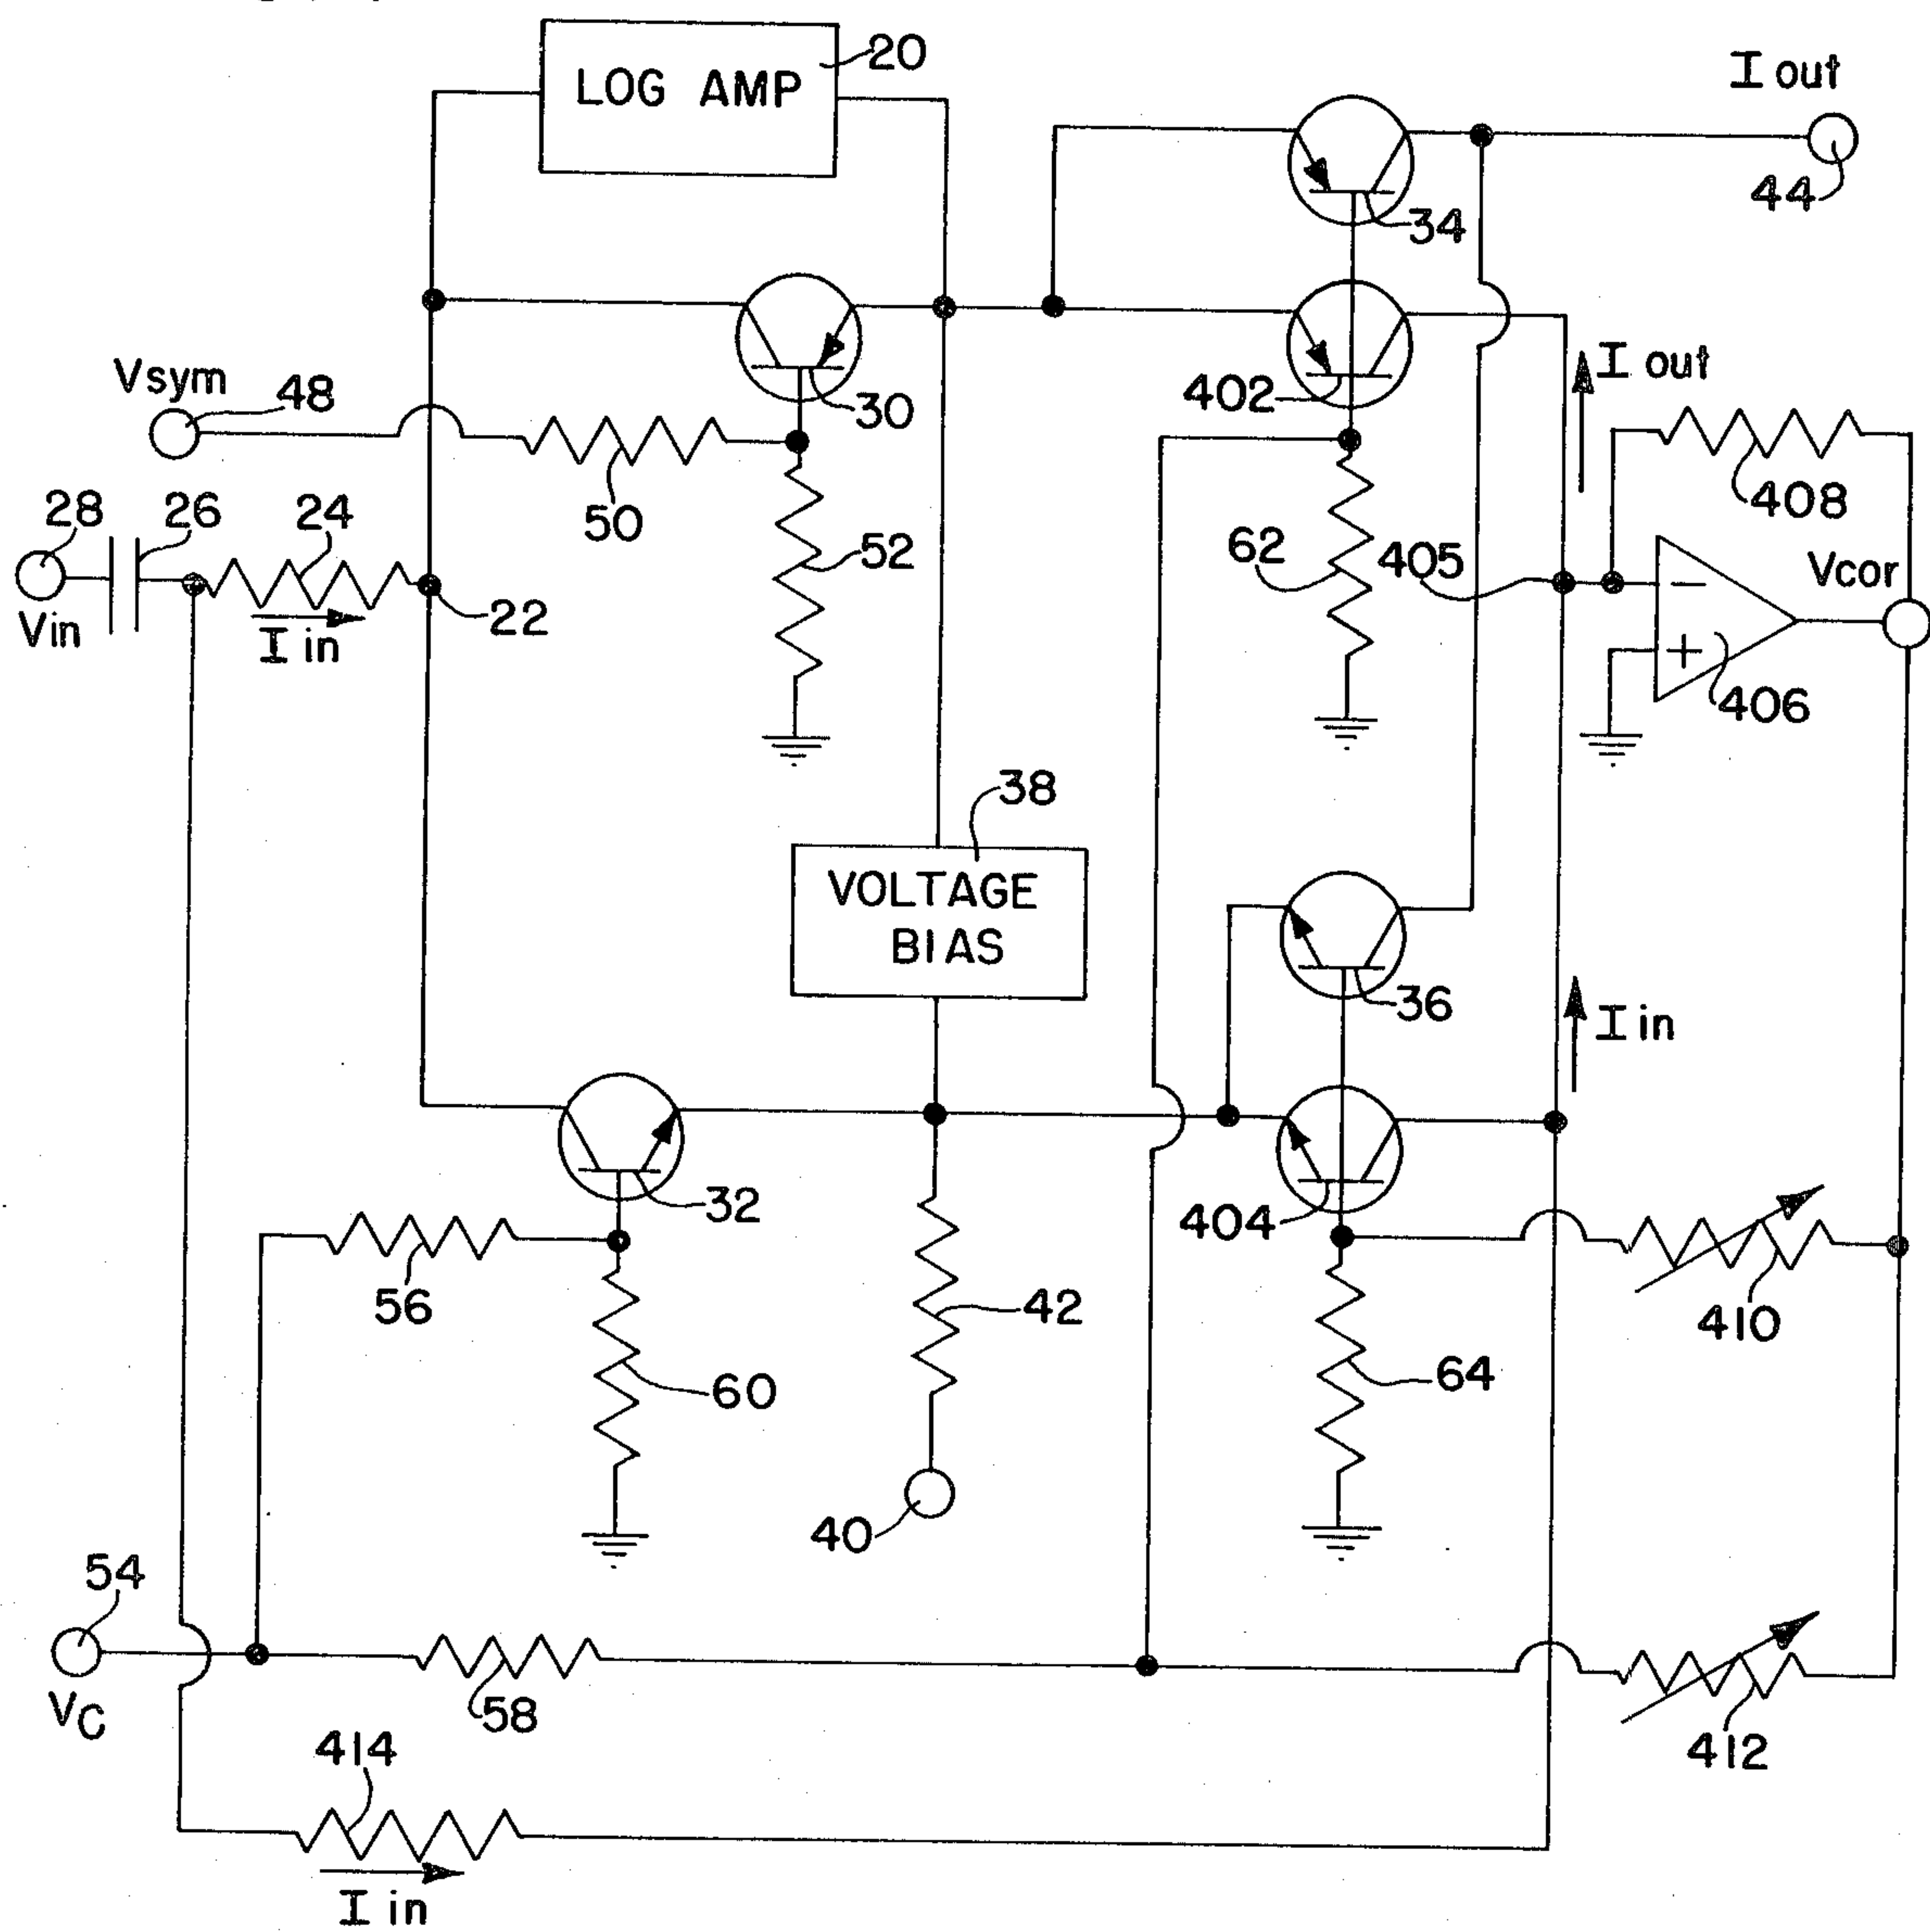 LOG AMP
20
I out
44
34
Vsym
48
30
402
I out
408
50
52
62
405
Vcor
28
26
24
Vin
I in
22
406
38
VOLTAGE
BIAS
36
I in
32
404
56
42
410
60
64
40
54
VC
58
412
414
I in